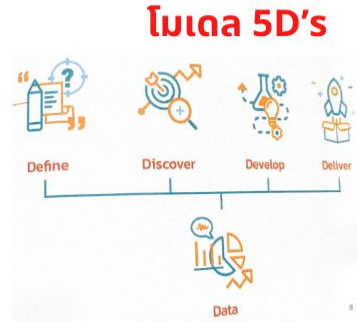 โมเดล 5D's
Define
Discover
Develop
Deliver
Data